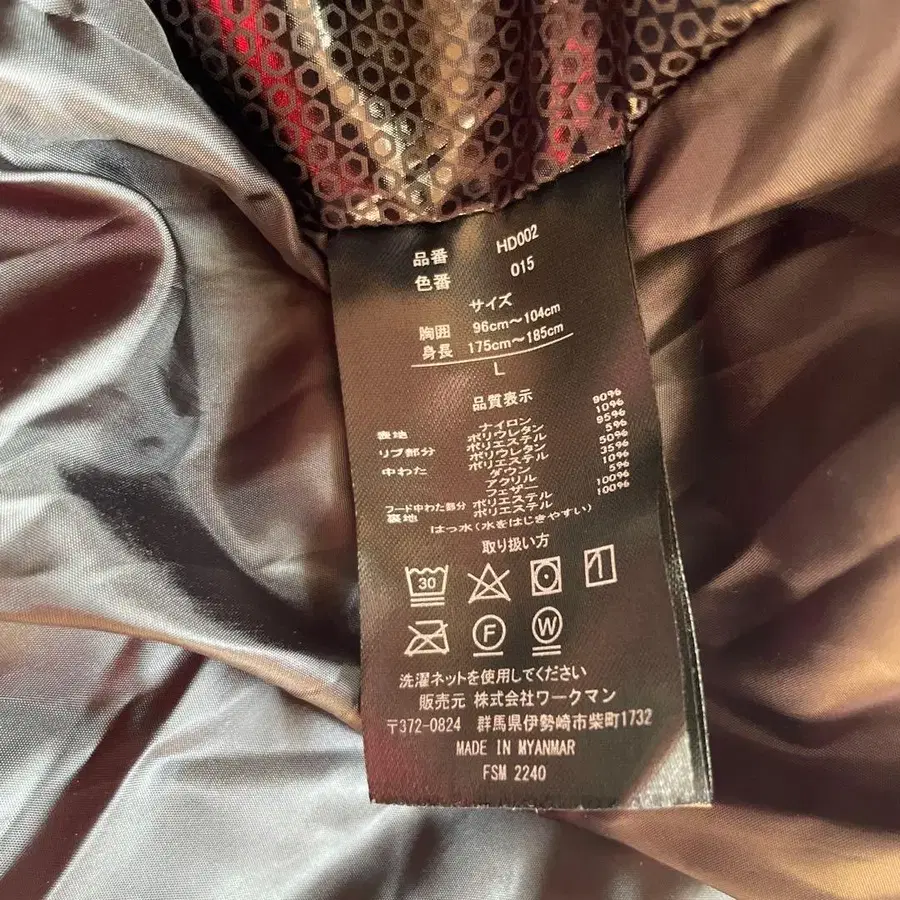 品番 HD002
色番 015
サイズ
胸囲 96cm～104cm
身長 175cm～185cm
L
品質表示
表地 ナイロン 90%
ポリウレタン 10%
リブ部分 ポリエステル 95%
ポリウレタン 5%
中わた ポリエステル 50%
ダウン 35%
アクリル 10%
フェザー 5%
フード中わた部分 ポリエステル 100%
裏地 ポリエステル 100%
はっ水(水をはじきやすい)
取り扱い方
30
F W
洗濯ネットを使用してください
販売元 株式会社ワークマン
〒372-0824 群馬県伊勢崎市柴町1732
MADE IN MYANMAR
FSM 2240